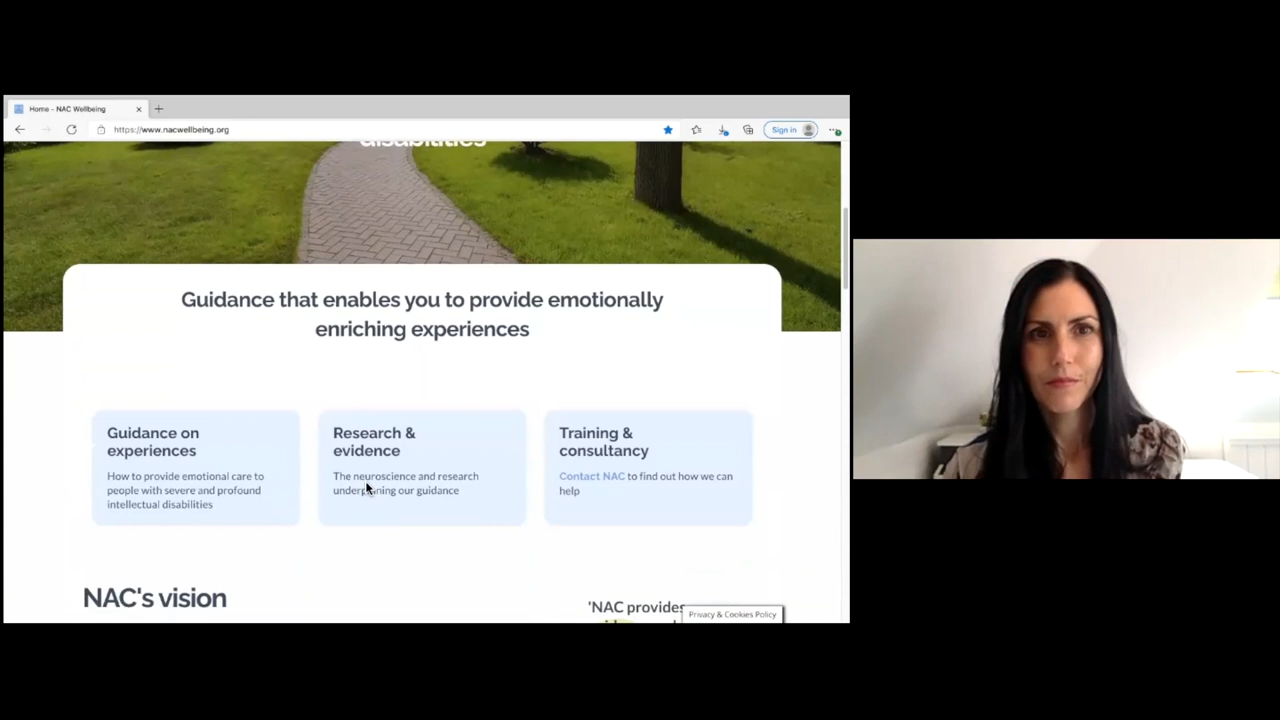 Home - NAC Wellbeing
https://www.nacwellbeing.org
Sign in
disabilities
Guidance that enables you to provide emotionally
enriching experiences
Guidance on
experiences
How to provide emotional care to
people with severe and profound
intellectual disabilities
Research &
evidence
The neuroscience and research
underpinning our guidance
Training &
consultancy
Contact NAC to find out how we can
help
NAC's vision
'NAC provides
Privacy & Cookies Policy